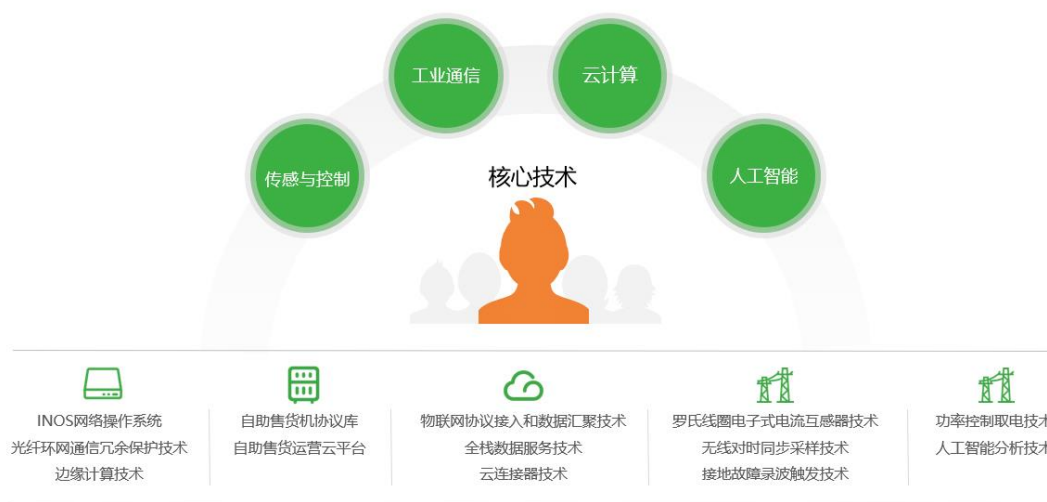 工业通信
云计算
传感与控制
核心技术
人工智能
INOS网络操作系统
光纤环网通信冗余保护技术
边缘计算技术
自助售货机协议库
自助售货运营云平台
物联网协议接入和数据汇聚技术
全栈数据服务技术
云连接器技术
罗氏线圈电子式电流互感器技术
无线对时同步采样技术
接地故障录波触发技术
功率控制取电技术
人工智能分析技术